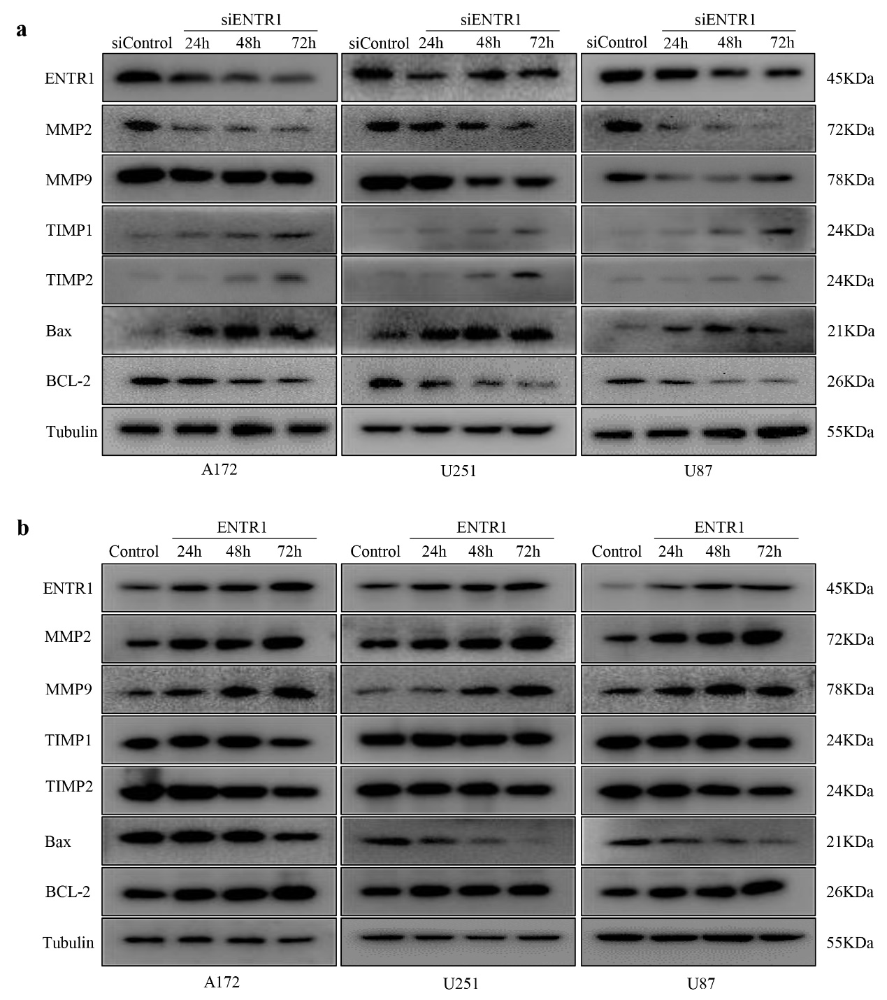 a
siENTR1 siENTR1 siENTR1
siControl 24h 48h 72h siControl 24h 48h 72h siControl 24h 48h 72h
ENTR1 45KDa
MMP2 72KDa
MMP9 78KDa
TIMP1 24KDa
TIMP2 24KDa
Bax 21KDa
BCL-2 26KDa
Tubulin 55KDa
A172 U251 U87
b
ENTR1 ENTR1 ENTR1
Control 24h 48h 72h Control 24h 48h 72h Control 24h 48h 72h
ENTR1 45KDa
MMP2 72KDa
MMP9 78KDa
TIMP1 24KDa
TIMP2 24KDa
Bax 21KDa
BCL-2 26KDa
Tubulin 55KDa
A172 U251 U87